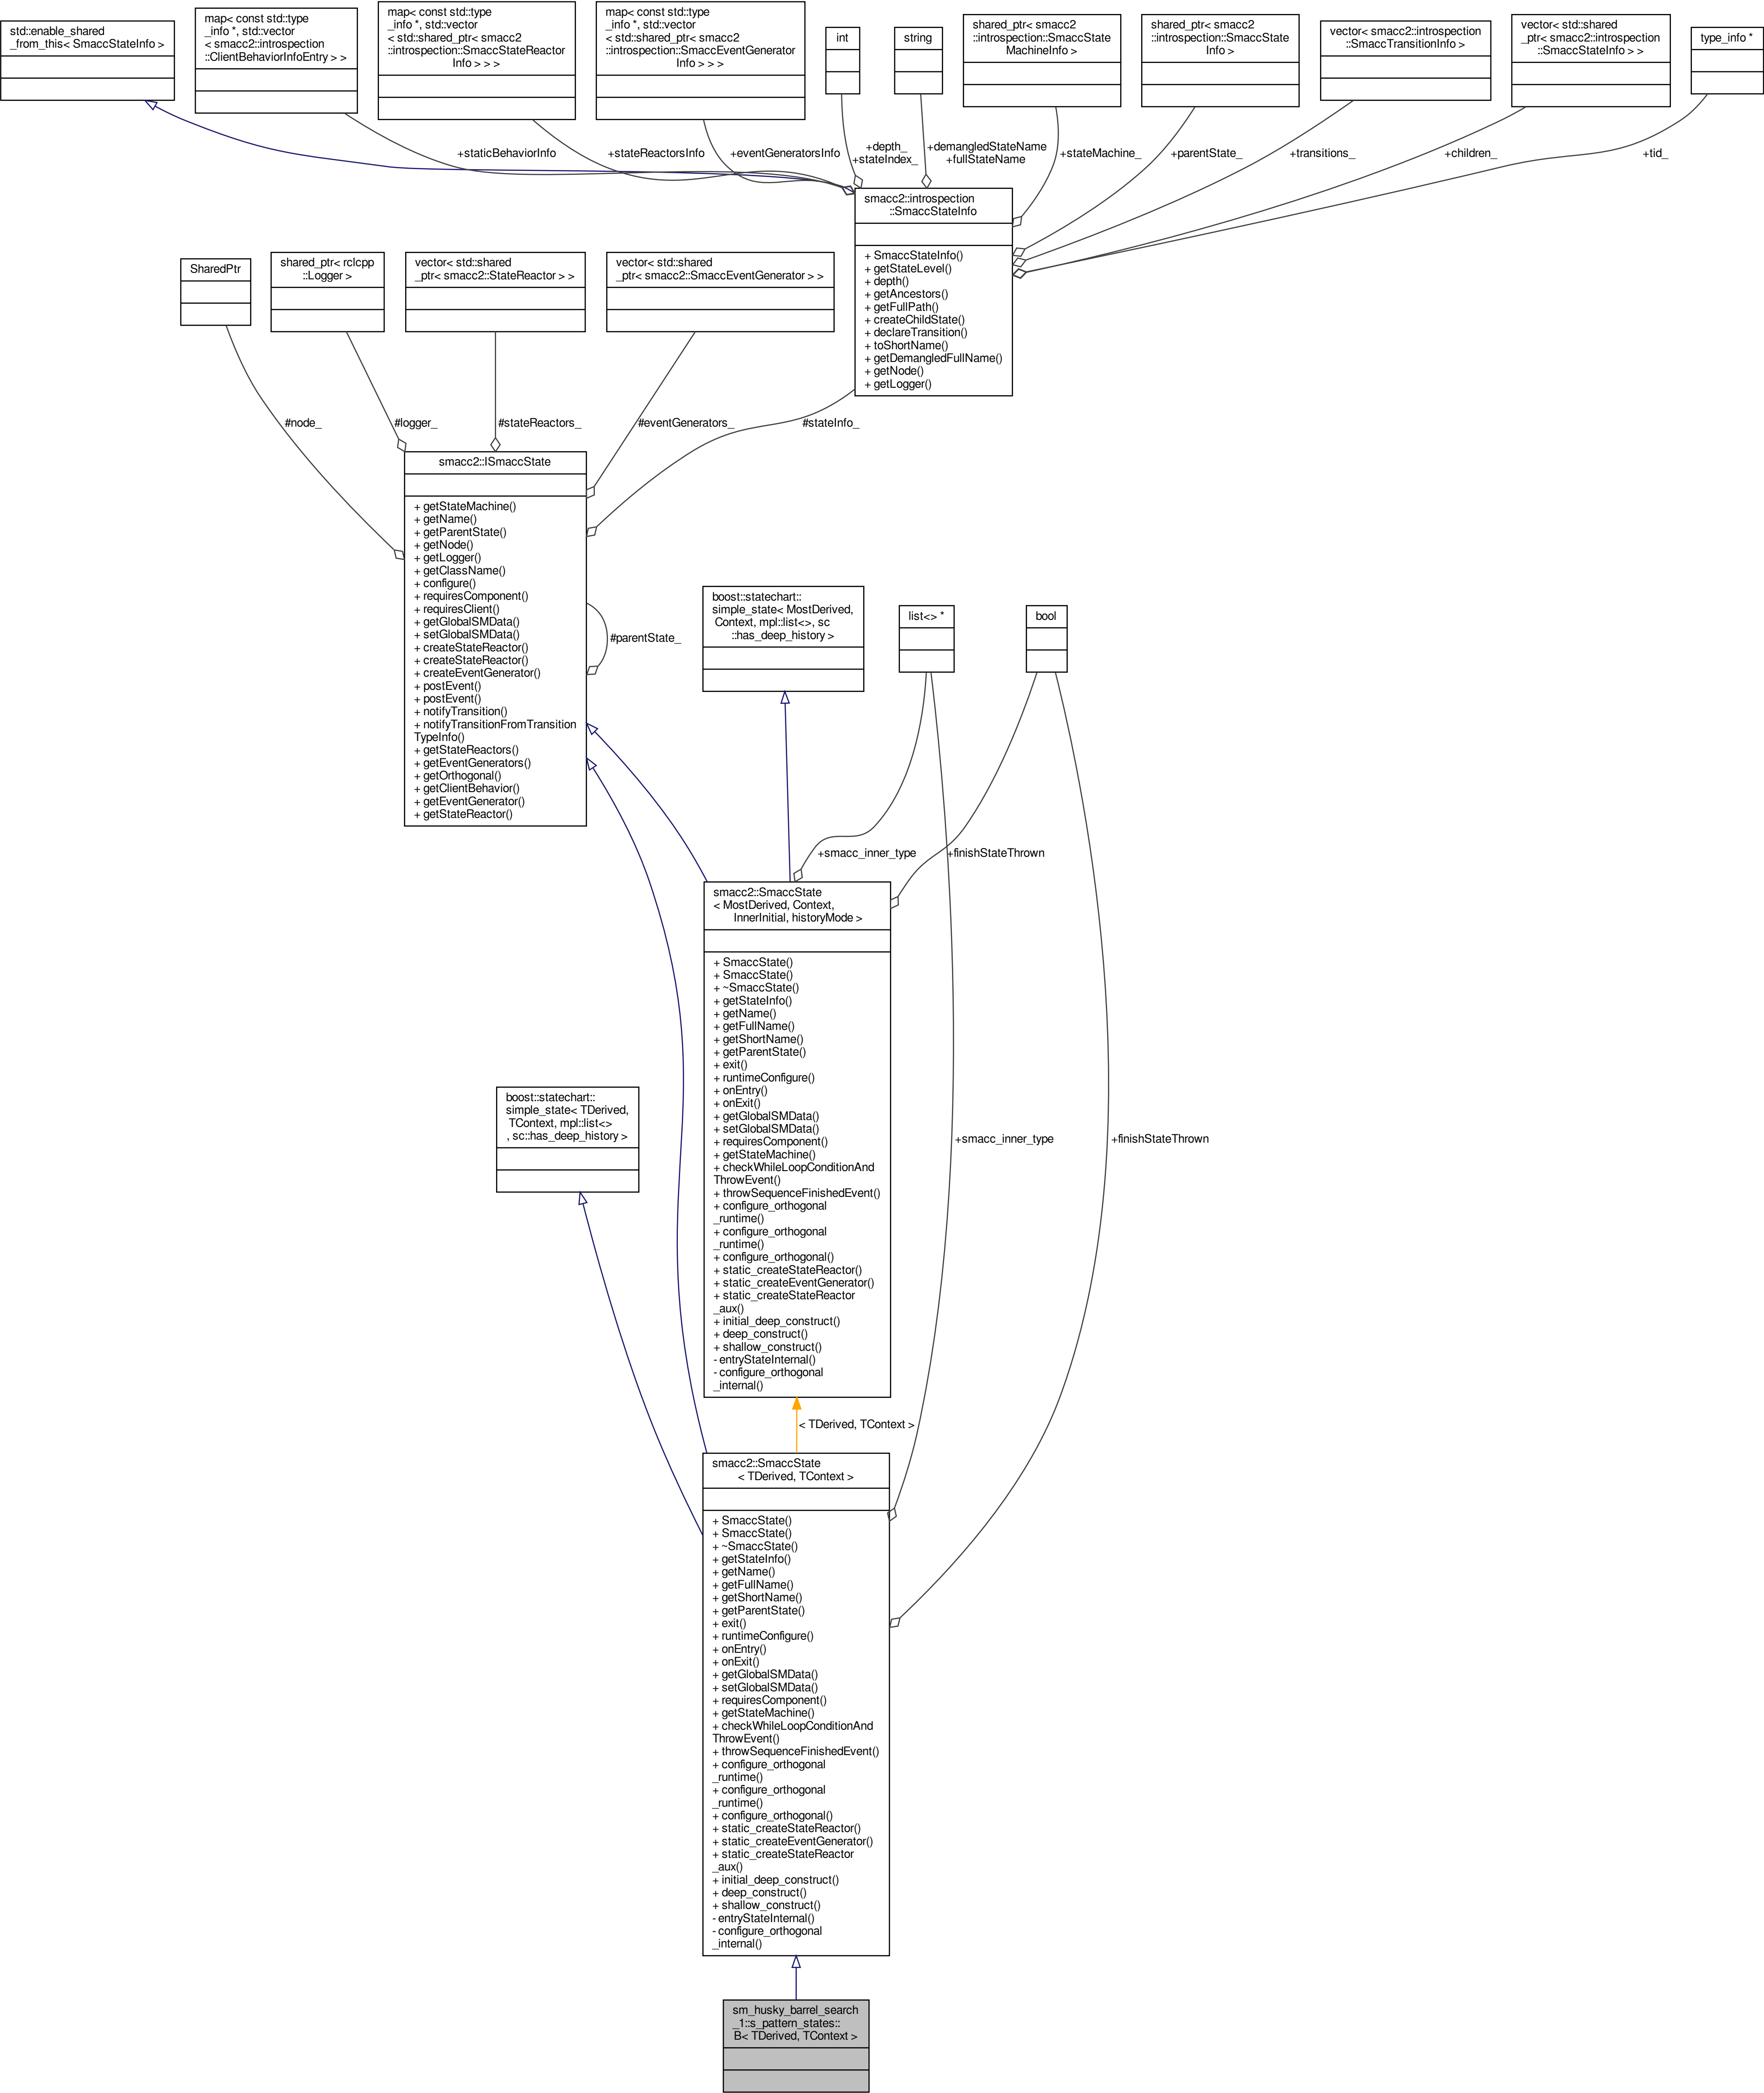 std::enable_shared
_from_this< SmaccStateInfo >
map< const std::type
_info *, std::vector
< smacc2::introspection
::ClientBehaviorInfoEntry > >
map< const std::type
_info *, std::vector
< std::shared_ptr< smacc2
::introspection::SmaccStateReactor
Info > > >
map< const std::type
_info *, std::vector
< std::shared_ptr< smacc2
::introspection::SmaccEventGenerator
Info > > >
int
string
shared_ptr< smacc2
::introspection::SmaccState
MachineInfo >
shared_ptr< smacc2
::introspection::SmaccState
Info >
vector< smacc2::introspection
::SmaccTransitionInfo >
vector< std::shared
_ptr< smacc2::introspection
::SmaccStateInfo > >
type_info *
+staticBehaviorInfo
+stateReactorsInfo
+eventGeneratorsInfo
+depth_
+stateIndex_
+demangledStateName
+fullStateName
+stateMachine_
+parentState_
+transitions_
+children_
+tid_
smacc2::introspection
::SmaccStateInfo
+ SmaccStateInfo()
+ getStateLevel()
+ depth()
+ getAncestors()
+ getFullPath()
+ createChildState()
+ declareTransition()
+ toShortName()
+ getDemangledFullName()
+ getNode()
+ getLogger()
SharedPtr
shared_ptr< rclcpp
::Logger >
vector< std::shared
_ptr< smacc2::StateReactor > >
vector< std::shared
_ptr< smacc2::SmaccEventGenerator > >
#node_
#logger_
#stateReactors_
#eventGenerators_
#stateInfo_
smacc2::ISmaccState
+ getStateMachine()
+ getName()
+ getParentState()
+ getNode()
+ getLogger()
+ getClassName()
+ configure()
+ requiresComponent()
+ requiresClient()
+ getGlobalSMData()
+ setGlobalSMData()
+ createStateReactor()
+ createStateReactor()
+ createEventGenerator()
+ postEvent()
+ postEvent()
+ notifyTransition()
+ notifyTransitionFromTransition
TypeInfo()
+ getStateReactors()
+ getEventGenerators()
+ getOrthogonal()
+ getClientBehavior()
+ getEventGenerator()
+ getStateReactor()
#parentState_
boost::statechart::
simple_state< MostDerived,
Context, mpl::list<>, sc
::has_deep_history >
list<> *
bool
+smacc_inner_type
+finishStateThrown
smacc2::SmaccState
< MostDerived, Context,
InnerInitial, historyMode >
+ SmaccState()
+ SmaccState()
+ ~SmaccState()
+ getStateInfo()
+ getName()
+ getFullName()
+ getShortName()
+ getParentState()
+ exit()
+ runtimeConfigure()
+ onEntry()
+ onExit()
+ getGlobalSMData()
+ setGlobalSMData()
+ requiresComponent()
+ getStateMachine()
+ checkWhileLoopConditionAnd
ThrowEvent()
+ throwSequenceFinishedEvent()
+ configure_orthogonal
_runtime()
+ configure_orthogonal
_runtime()
+ configure_orthogonal()
+ static_createStateReactor()
+ static_createEventGenerator()
+ static_createStateReactor
_aux()
+ initial_deep_construct()
+ deep_construct()
+ shallow_construct()
- entryStateInternal()
- configure_orthogonal
_internal()
boost::statechart::
simple_state< TDerived,
TContext, mpl::list<>
, sc::has_deep_history >
+smacc_inner_type
+finishStateThrown
< TDerived, TContext >
smacc2::SmaccState
< TDerived, TContext >
+ SmaccState()
+ SmaccState()
+ ~SmaccState()
+ getStateInfo()
+ getName()
+ getFullName()
+ getShortName()
+ getParentState()
+ exit()
+ runtimeConfigure()
+ onEntry()
+ onExit()
+ getGlobalSMData()
+ setGlobalSMData()
+ requiresComponent()
+ getStateMachine()
+ checkWhileLoopConditionAnd
ThrowEvent()
+ throwSequenceFinishedEvent()
+ configure_orthogonal
_runtime()
+ configure_orthogonal
_runtime()
+ configure_orthogonal()
+ static_createStateReactor()
+ static_createEventGenerator()
+ static_createStateReactor
_aux()
+ initial_deep_construct()
+ deep_construct()
+ shallow_construct()
- entryStateInternal()
- configure_orthogonal
_internal()
sm_husky_barrel_search
_1::s_pattern_states::
B< TDerived, TContext >